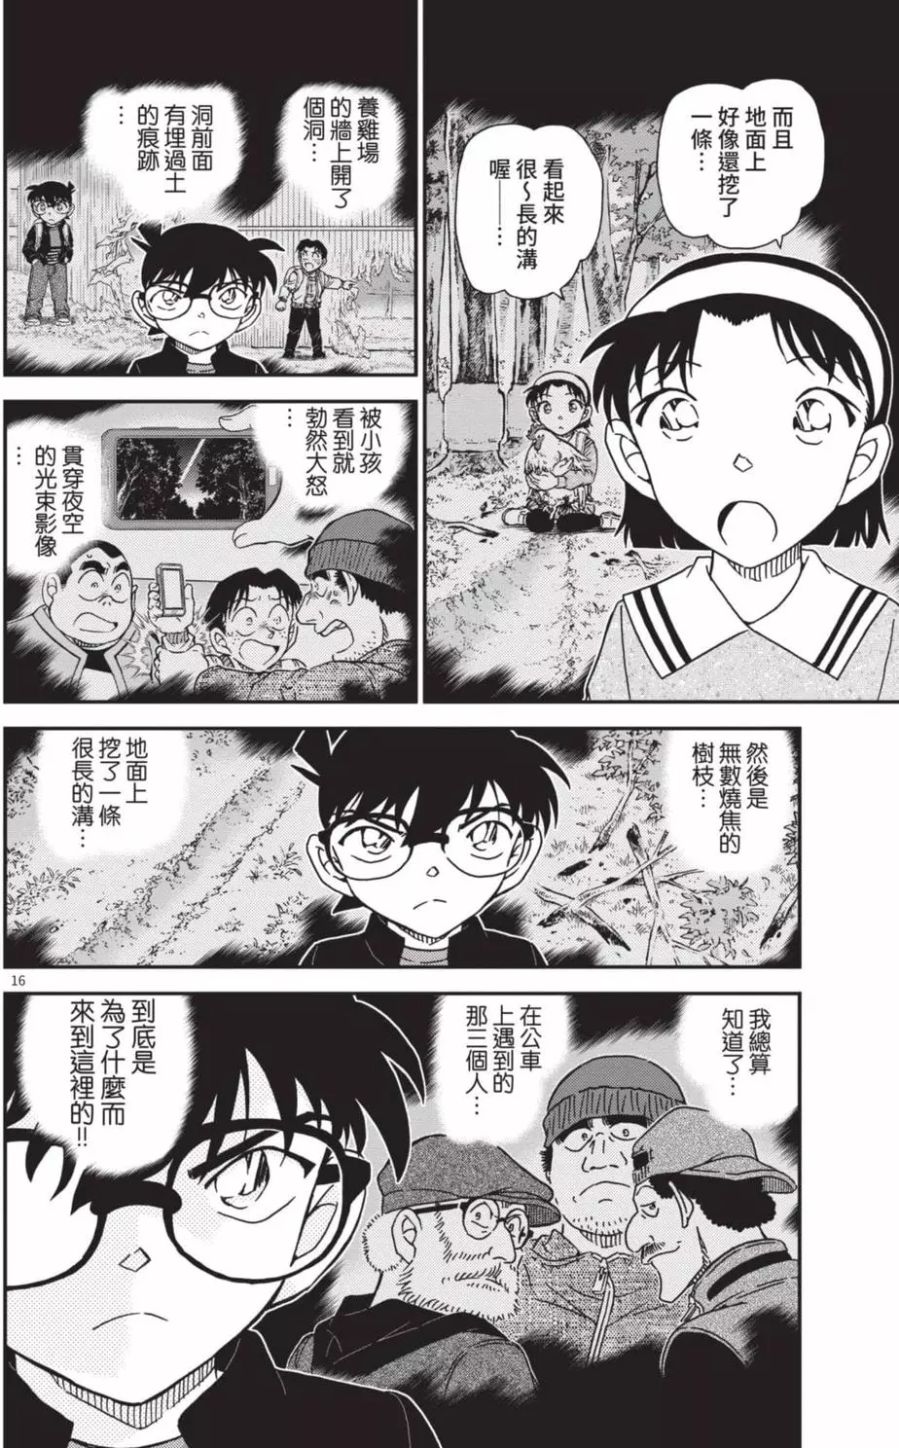 而且
地面上
好像還挖了
一條…
看起來
很～長的溝
喔——…
養雞場
的牆上開了
個洞…
洞前面
有埋過土
的痕跡
…
被小孩
看到就
勃然大怒
…
貫穿夜空
的光束影像
…
然後是
無數燒焦的
樹枝…
地面上
挖了一條
很長的溝…
16
我總算
知道了…
在公車
上遇到的
那三個人…
到底是
為了什麼而
來到這裡的!!